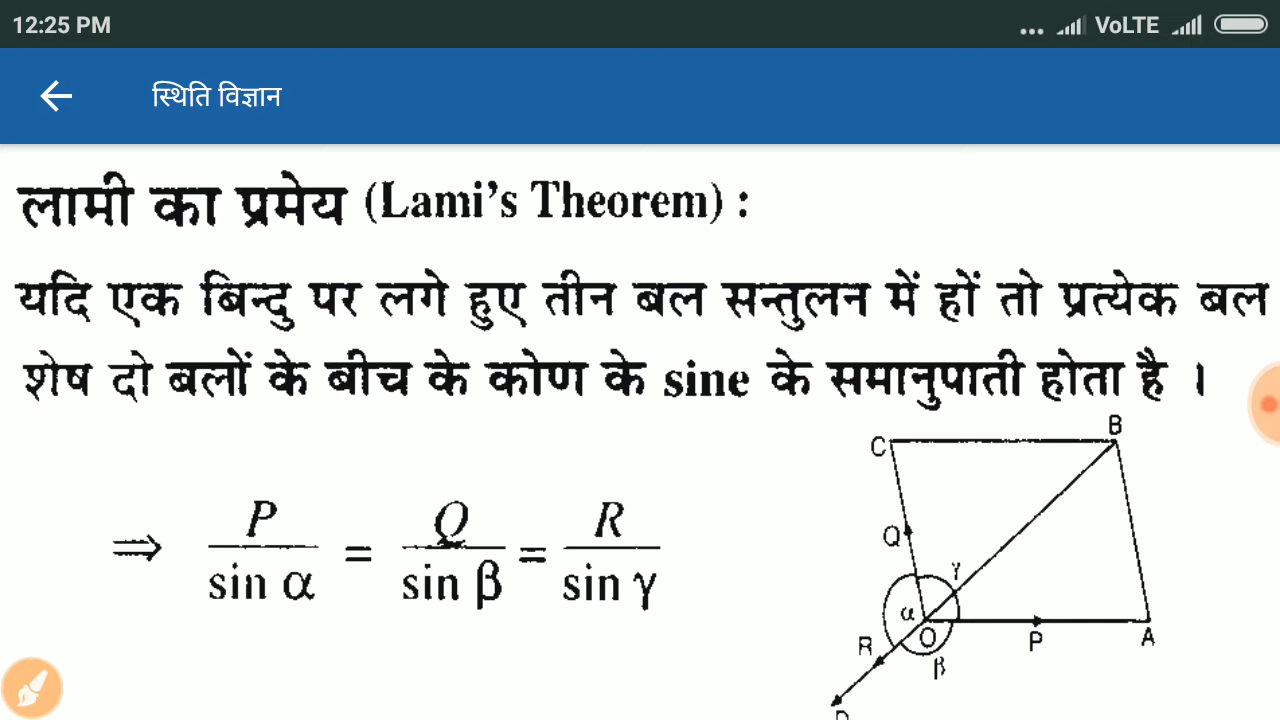 12:25 PM
... VoLTE
स्थिति विज्ञान
लामी का प्रमेय (Lami's Theorem) :
यदि एक बिन्दु पर लगे हुए तीन बल सन्तुलन में हों तो प्रत्येक बल
शेष दो बलों के बीच के कोण के sine के समानुपाती होता है ।
⇒ P/sin α = Q/sin β = R/sin γ
C B
Q
γ
α
O P A
R β
D